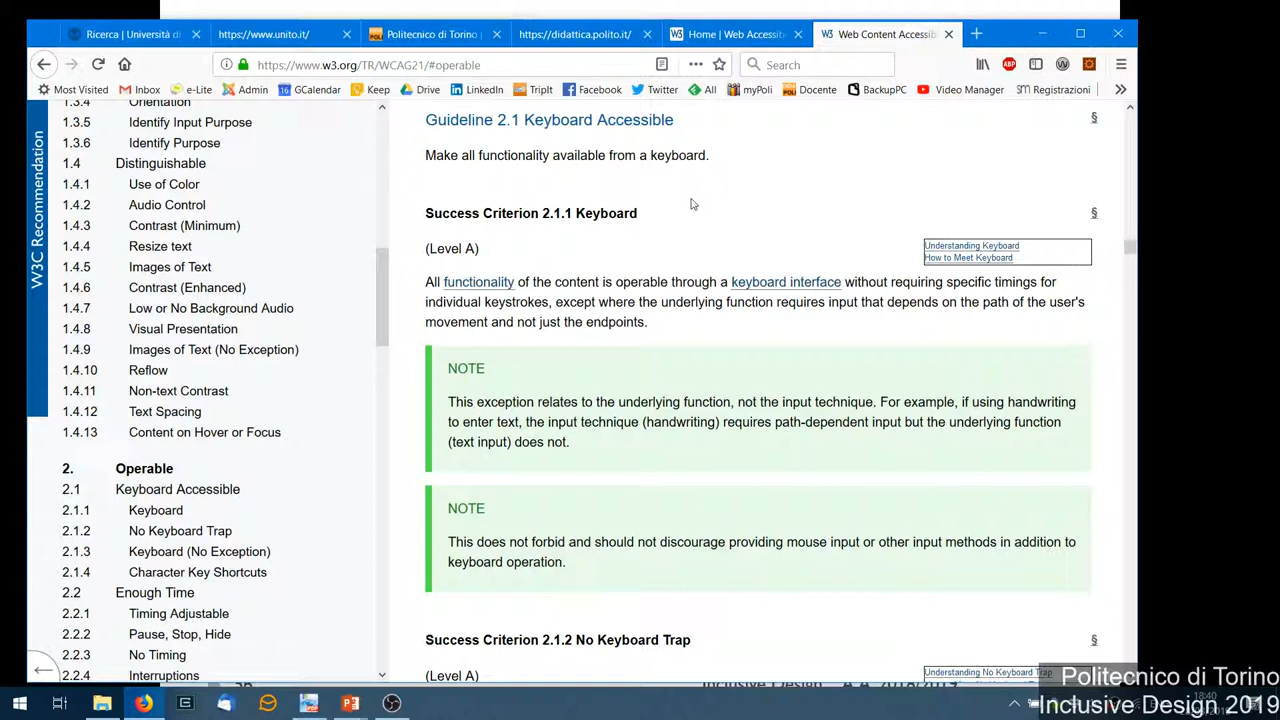 Ricerca | Università di
https://www.unito.it/
Politecnico di Torino
https://didattica.polito.it/
Home | Web Accessib
Web Content Accessib
https://www.w3.org/TR/WCAG21/#operable
Search
Most Visited
Inbox
e-Lite
Admin
GCalendar
Keep
Drive
LinkedIn
TripIt
Facebook
Twitter
All
myPoli
Docente
BackupPC
Video Manager
Registrazioni
W3C Recommendation
1.3.4 Orientation
1.3.5 Identify Input Purpose
1.3.6 Identify Purpose
1.4 Distinguishable
1.4.1 Use of Color
1.4.2 Audio Control
1.4.3 Contrast (Minimum)
1.4.4 Resize text
1.4.5 Images of Text
1.4.6 Contrast (Enhanced)
1.4.7 Low or No Background Audio
1.4.8 Visual Presentation
1.4.9 Images of Text (No Exception)
1.4.10 Reflow
1.4.11 Non-text Contrast
1.4.12 Text Spacing
1.4.13 Content on Hover or Focus
2. Operable
2.1 Keyboard Accessible
2.1.1 Keyboard
2.1.2 No Keyboard Trap
2.1.3 Keyboard (No Exception)
2.1.4 Character Key Shortcuts
2.2 Enough Time
2.2.1 Timing Adjustable
2.2.2 Pause, Stop, Hide
2.2.3 No Timing
2.2.4 Interruptions
Guideline 2.1 Keyboard Accessible §
Make all functionality available from a keyboard.
Success Criterion 2.1.1 Keyboard §
(Level A)
Understanding Keyboard
How to Meet Keyboard
All functionality of the content is operable through a keyboard interface without requiring specific timings for
individual keystrokes, except where the underlying function requires input that depends on the path of the user's
movement and not just the endpoints.
NOTE
This exception relates to the underlying function, not the input technique. For example, if using handwriting
to enter text, the input technique (handwriting) requires path-dependent input but the underlying function
(text input) does not.
NOTE
This does not forbid and should not discourage providing mouse input or other input methods in addition to
keyboard operation.
Success Criterion 2.1.2 No Keyboard Trap §
(Level A)
Understanding No Keyboard Trap
Politecnico di Torino
Inclusive Design 2019
18:40